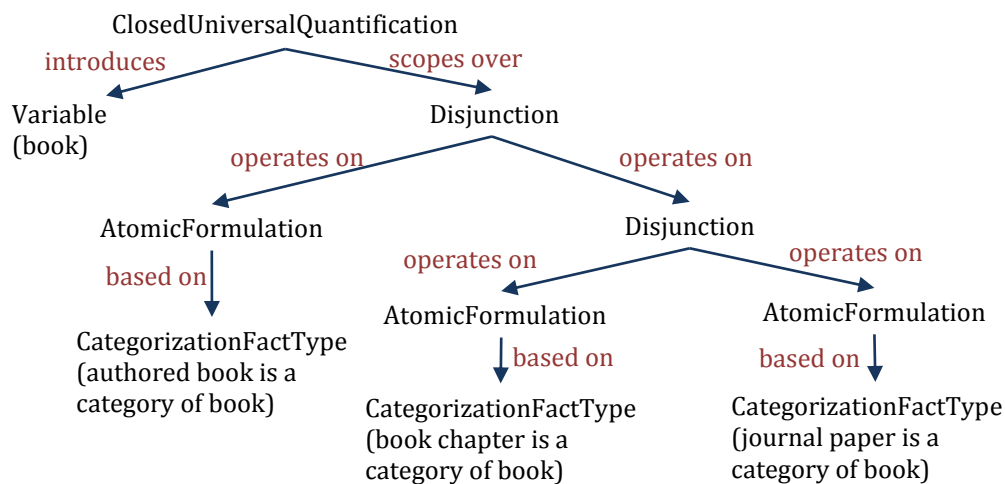 ClosedUniversalQuantification
introduces
scopes over
Variable
(book)
Disjunction
operates on
operates on
AtomicFormulation
Disjunction
based on
operates on
operates on
AtomicFormulation
AtomicFormulation
CategorizationFactType
(authored book is a
category of book)
based on
based on
CategorizationFactType
(book chapter is a
category of book)
CategorizationFactType
(journal paper is a
category of book)